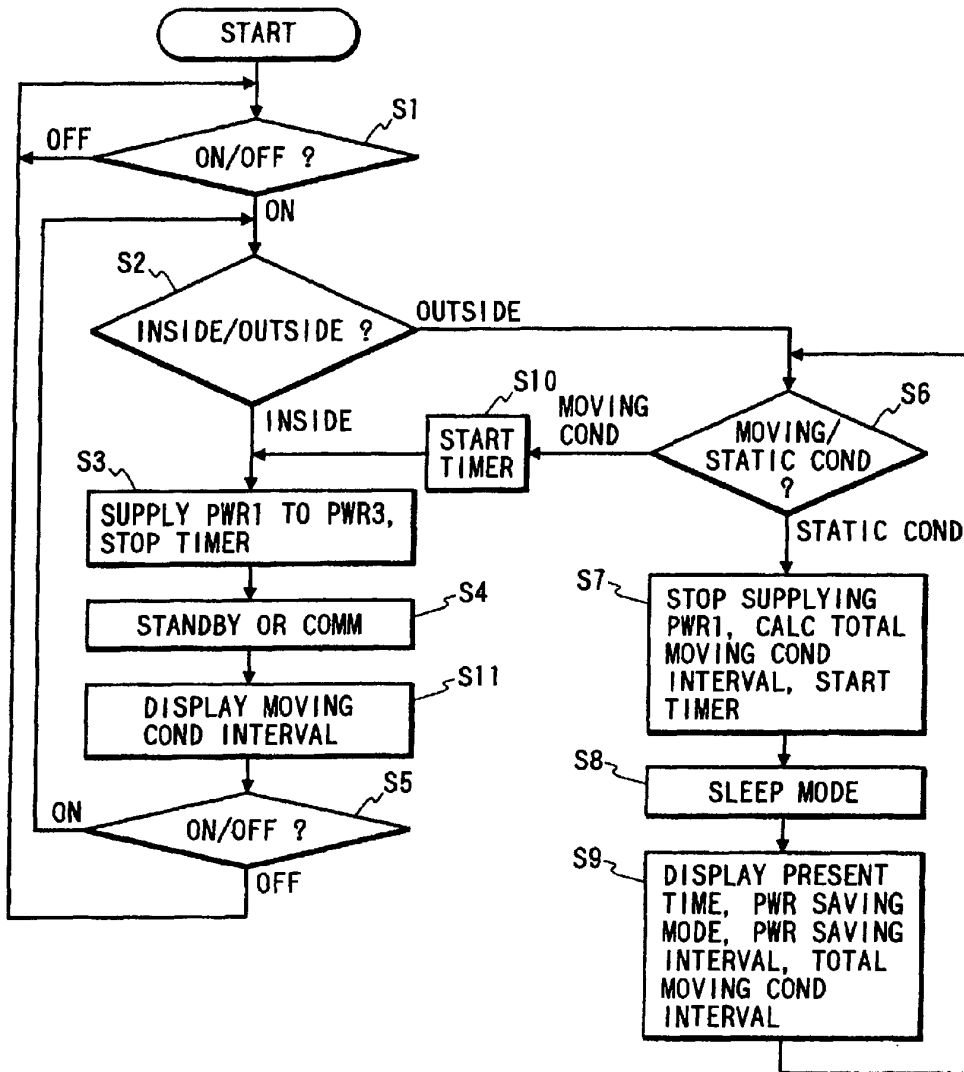 START
S1
OFF
ON/OFF ?
ON
S2
INSIDE/OUTSIDE ?
OUTSIDE
INSIDE
S10
START
TIMER
MOVING
COND
S6
MOVING/
STATIC COND
?
STATIC COND
S3
SUPPLY PWR1 TO PWR3,
STOP TIMER
S4
STANDBY OR COMM
S11
DISPLAY MOVING
COND INTERVAL
S5
ON
ON/OFF ?
OFF
S7
STOP SUPPLYING
PWR1, CALC TOTAL
MOVING COND
INTERVAL, START
TIMER
S8
SLEEP MODE
S9
DISPLAY PRESENT
TIME, PWR SAVING
MODE, PWR SAVING
INTERVAL, TOTAL
MOVING COND
INTERVAL